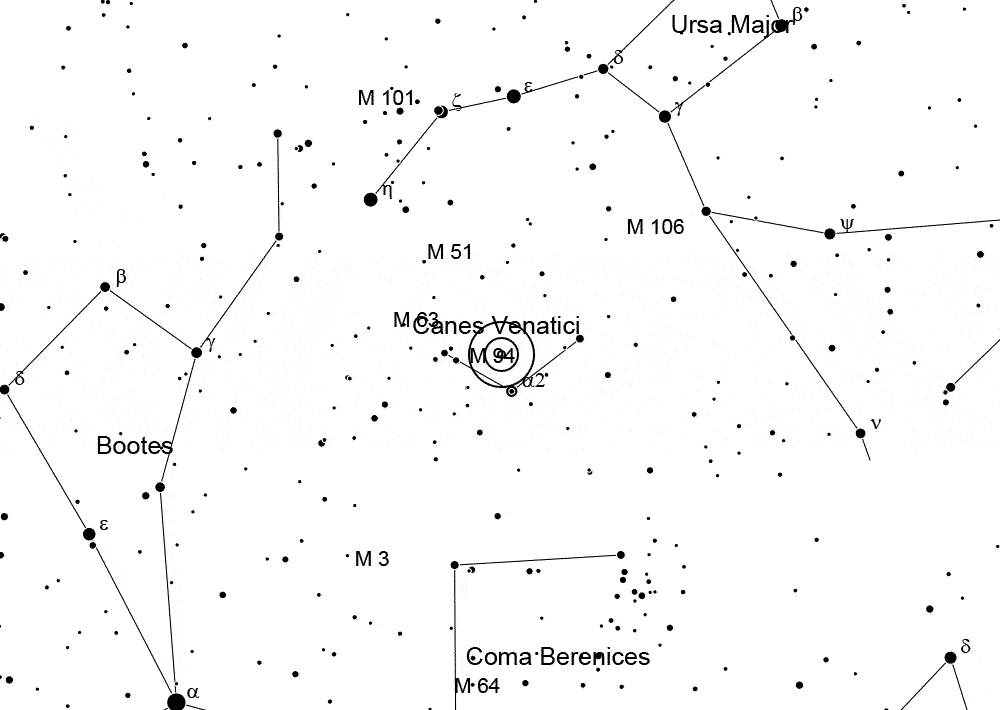 Ursa Major
β
δ
M 101
ζ
ε
γ
η
M 106
ψ
M 51
β
M 63
Canes Venatici
γ
M 94
δ
α2
ν
Bootes
ε
M 3
Coma Berenices
δ
M 64
α